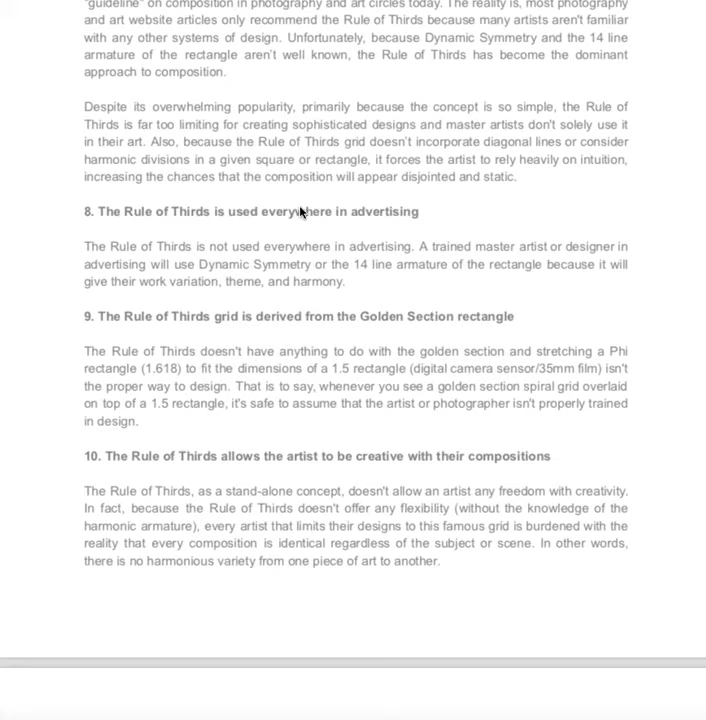 "guideline" on composition in photography and art circles today. The reality is, most photography
and art website articles only recommend the Rule of Thirds because many artists aren't familiar
with any other systems of design. Unfortunately, because Dynamic Symmetry and the 14 line
armature of the rectangle aren't well known, the Rule of Thirds has become the dominant
approach to composition.
Despite its overwhelming popularity, primarily because the concept is so simple, the Rule of
Thirds is far too limiting for creating sophisticated designs and master artists don't solely use it
in their art. Also, because the Rule of Thirds grid doesn't incorporate diagonal lines or consider
harmonic divisions in a given square or rectangle, it forces the artist to rely heavily on intuition,
increasing the chances that the composition will appear disjointed and static.
8. The Rule of Thirds is used everywhere in advertising
The Rule of Thirds is not used everywhere in advertising. A trained master artist or designer in
advertising will use Dynamic Symmetry or the 14 line armature of the rectangle because it will
give their work variation, theme, and harmony.
9. The Rule of Thirds grid is derived from the Golden Section rectangle
The Rule of Thirds doesn't have anything to do with the golden section and stretching a Phi
rectangle (1.618) to fit the dimensions of a 1.5 rectangle (digital camera sensor/35mm film) isn't
the proper way to design. That is to say, whenever you see a golden section spiral grid overlaid
on top of a 1.5 rectangle, it's safe to assume that the artist or photographer isn't properly trained
in design.
10. The Rule of Thirds allows the artist to be creative with their compositions
The Rule of Thirds, as a stand-alone concept, doesn't allow an artist any freedom with creativity.
In fact, because the Rule of Thirds doesn't offer any flexibility (without the knowledge of the
harmonic armature), every artist that limits their designs to this famous grid is burdened with the
reality that every composition is identical regardless of the subject or scene. In other words,
there is no harmonious variety from one piece of art to another.